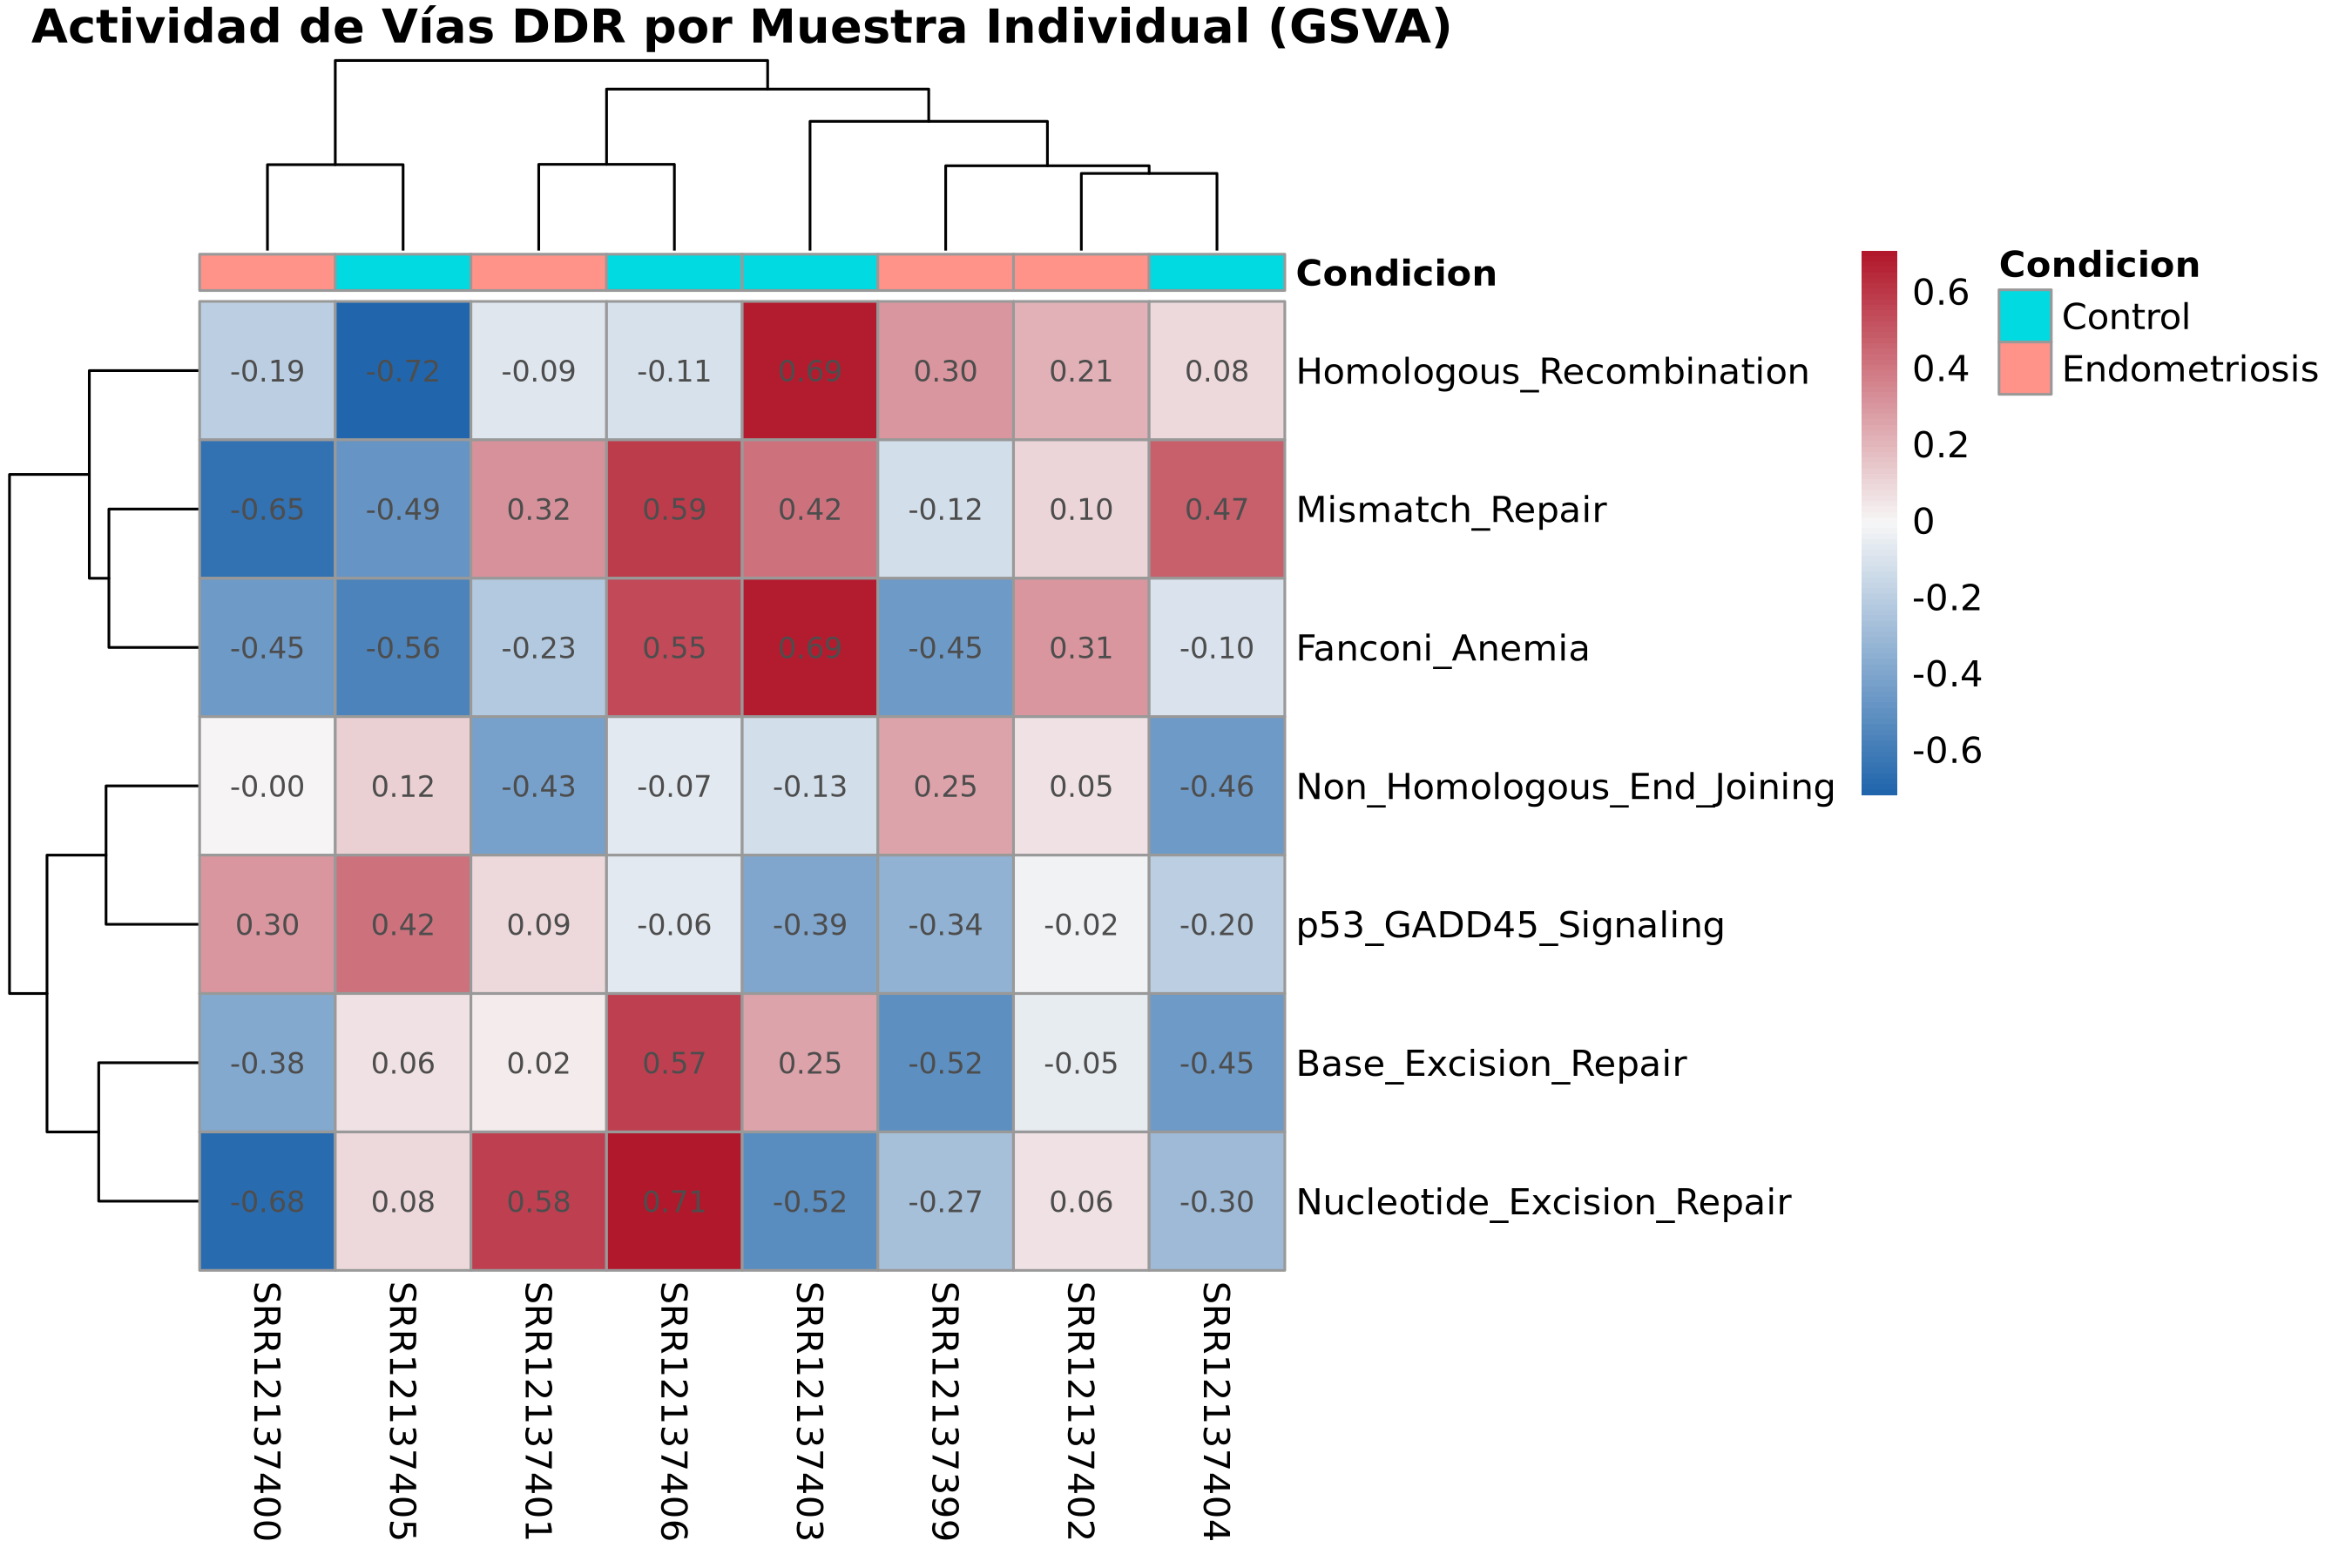 Actividad de Vías DDR por Muestra Individual (GSVA)
Condicion
-0.19 -0.72 -0.09 -0.11 0.69 0.30 0.21 0.08 Homologous_Recombination
-0.65 -0.49 0.32 0.59 0.42 -0.12 0.10 0.47 Mismatch_Repair
-0.45 -0.56 -0.23 0.55 0.69 -0.45 0.31 -0.10 Fanconi_Anemia
-0.00 0.12 -0.43 -0.07 -0.13 0.25 0.05 -0.46 Non_Homologous_End_Joining
0.30 0.42 0.09 -0.06 -0.39 -0.34 -0.02 -0.20 p53_GADD45_Signaling
-0.38 0.06 0.02 0.57 0.25 -0.52 -0.05 -0.45 Base_Excision_Repair
-0.68 0.08 0.58 0.71 -0.52 -0.27 0.06 -0.30 Nucleotide_Excision_Repair
SRR12137400
SRR12137405
SRR12137401
SRR12137406
SRR12137403
SRR12137399
SRR12137402
SRR12137404
0.6
0.4
0.2
0
-0.2
-0.4
-0.6
Condicion
Control
Endometriosis